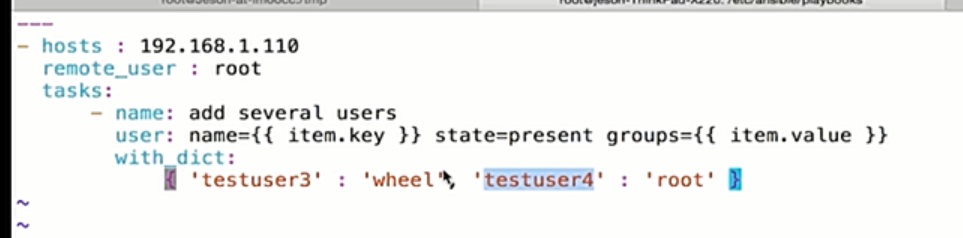 ---
- hosts : 192.168.1.110
remote_user : root
tasks:
- name: add several users
user: name={{ item.key }} state=present groups={{ item.value }}
with_dict:
{ 'testuser3' : 'wheel', 'testuser4' : 'root' }
~
~